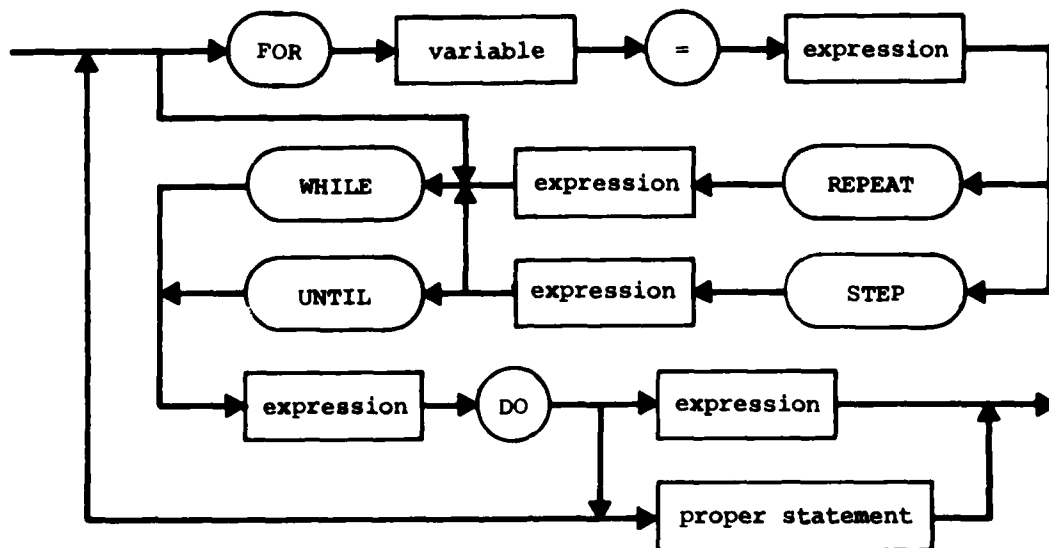 FOR variable = expression
WHILE expression REPEAT
UNTIL expression STEP
expression DO expression
proper statement